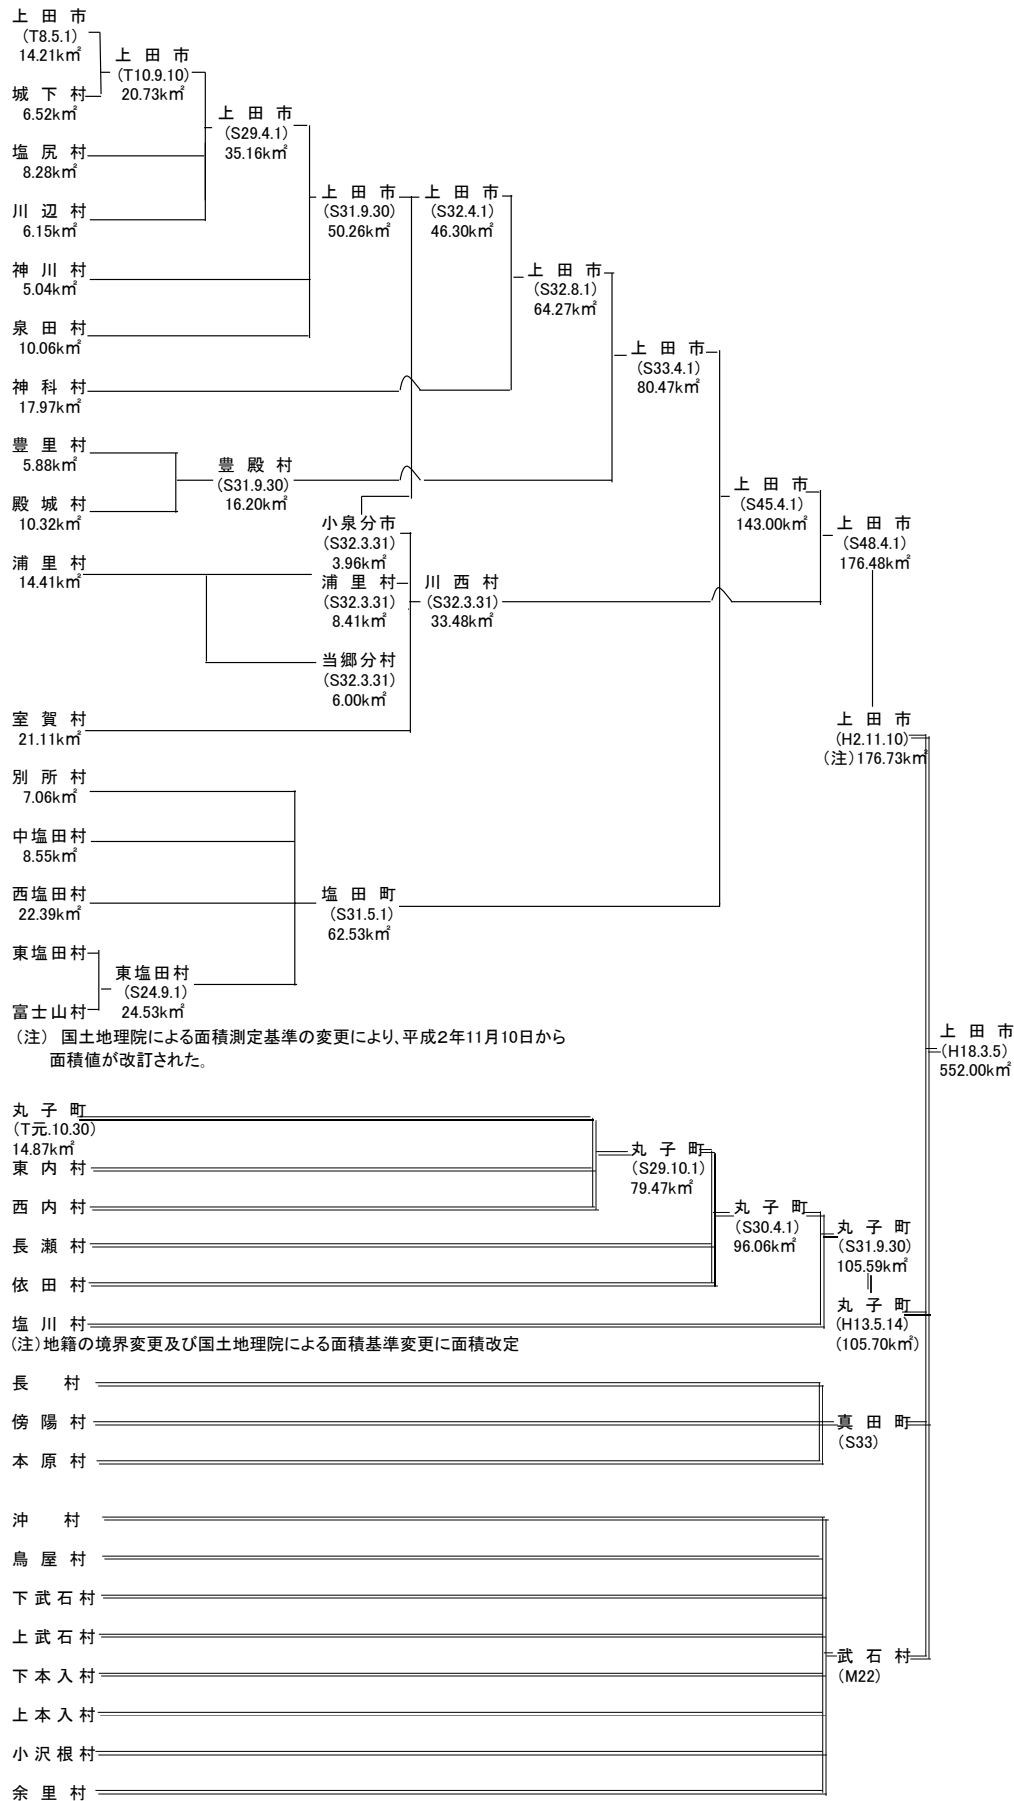 上田市
(T8.5.1)
14.21k㎡
上田市
(T10.9.10)
20.73k㎡
城下村
6.52k㎡
上田市
(S29.4.1)
35.16k㎡
塩尻村
8.28k㎡
川辺村
6.15k㎡
上田市
(S31.9.30)
50.26k㎡
上田市
(S32.4.1)
46.30k㎡
神川村
5.04k㎡
上田市
(S32.8.1)
64.27k㎡
泉田村
10.06k㎡
上田市
(S33.4.1)
80.47k㎡
神科村
17.97k㎡
豊里村
5.88k㎡
豊殿村
(S31.9.30)
16.20k㎡
殿城村
10.32k㎡
上田市
(S45.4.1)
143.00k㎡
上田市
(S48.4.1)
176.48k㎡
小泉分市
(S32.3.31)
3.96k㎡
浦里村
14.41k㎡
浦里村
(S32.3.31)
8.41k㎡
川西村
(S32.3.31)
33.48k㎡
当郷分村
(S32.3.31)
6.00k㎡
室賀村
21.11k㎡
上田市
(H2.11.10)
(注)176.73k㎡
別所村
7.06k㎡
中塩田村
8.55k㎡
西塩田村
22.39k㎡
塩田町
(S31.5.1)
62.53k㎡
東塩田村
東塩田村
(S24.9.1)
24.53k㎡
富士山村
(注) 国土地理院による面積測定基準の変更により、平成2年11月10日から
面積値が改訂された。
上田市
(H18.3.5)
552.00k㎡
丸子町
(T元.10.30)
14.87k㎡
東内村
西内村
丸子町
(S29.10.1)
79.47k㎡
長瀬村
依田村
丸子町
(S30.4.1)
96.06k㎡
丸子町
(S31.9.30)
105.59k㎡
塩川村
丸子町
(H13.5.14)
(105.70k㎡)
(注)地籍の境界変更及び国土地理院による面積基準変更に面積改定
長村
傍陽村
本原村
真田町
(S33)
沖村
鳥屋村
下武石村
上武石村
下本入村
武石村
(M22)
上本入村
小沢根村
余里村